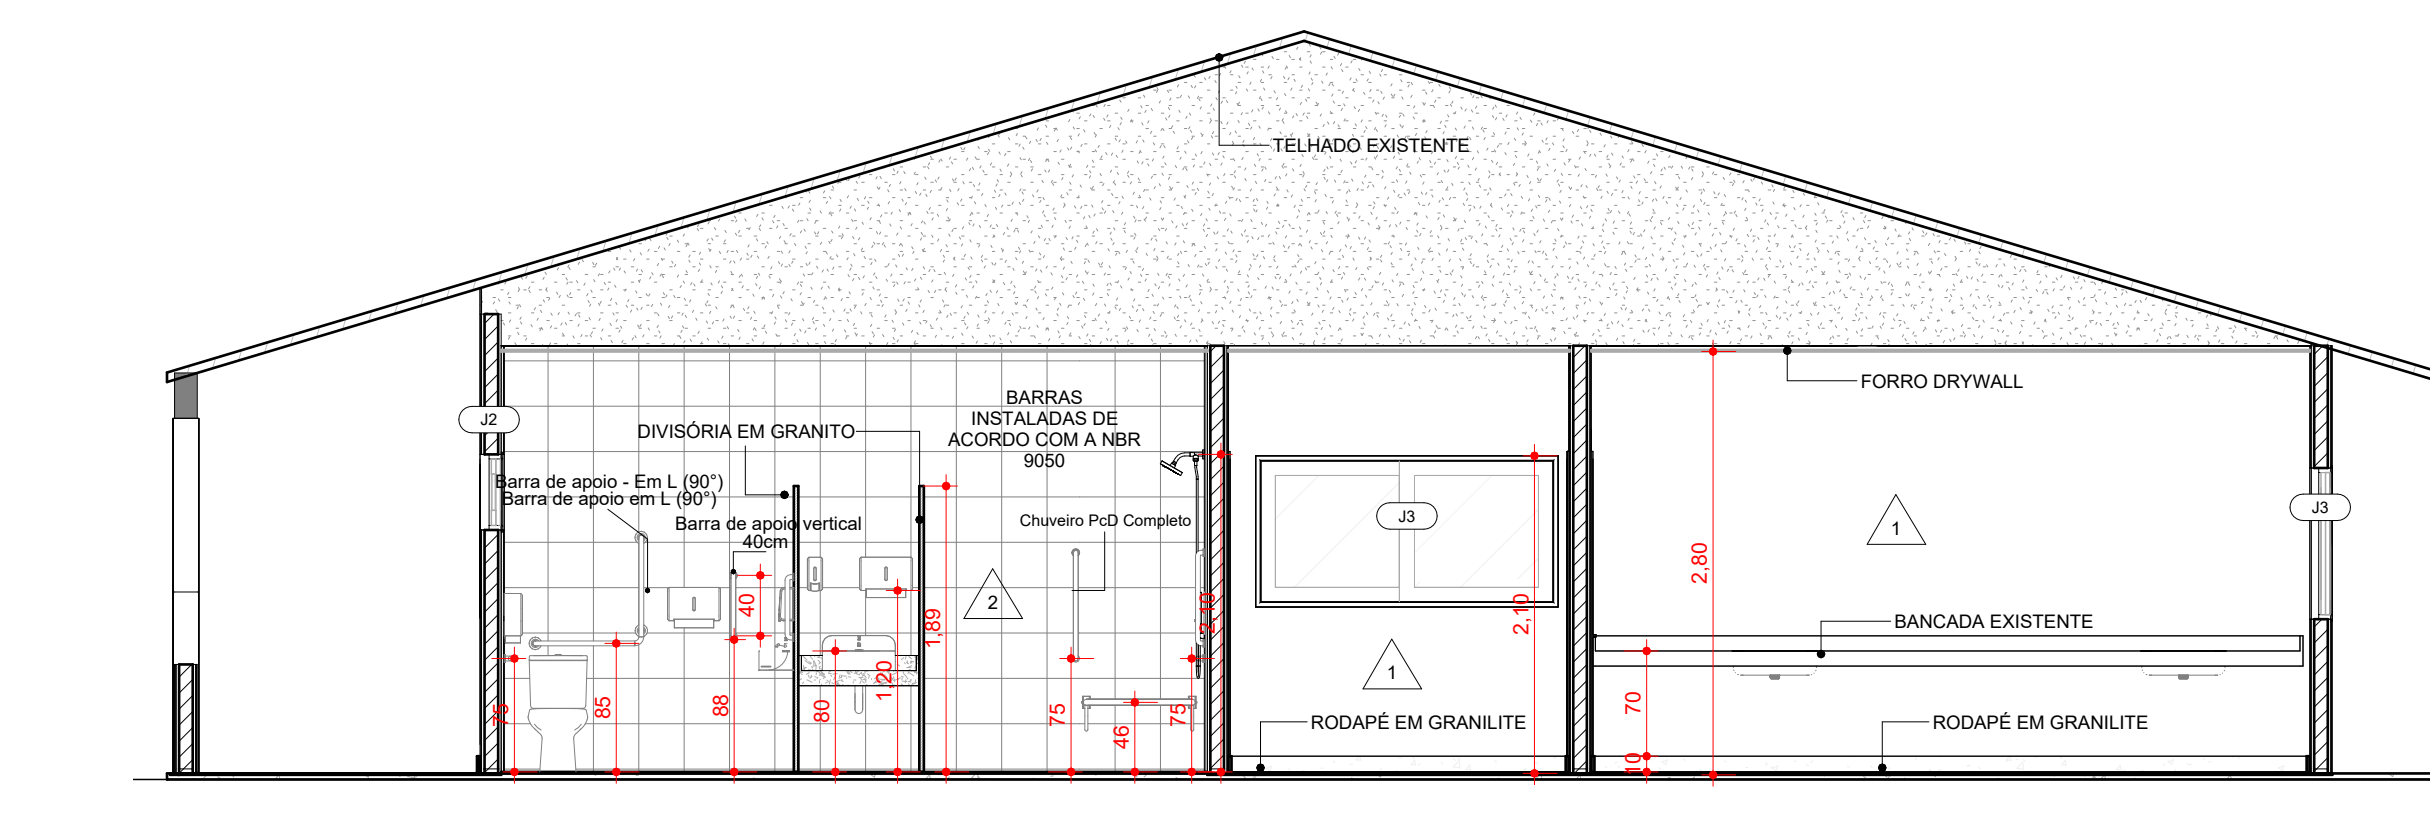 TELHADO EXISTENTE
FORRO DRYWALL
BARRAS
INSTALADAS DE
ACORDO COM A NBR
9050
J2
DIVISÓRIA EM GRANITO
Barra de apoio - Em L (90°)
Barra de apoio em L (90°)
Barra de apoio vertical
40cm
Chuveiro PcD Completo
J3
J3
1
2,80
40
2
1,89
2,10
2,10
BANCADA EXISTENTE
1
1,20
75
85
88
80
75
46
75
70
10
RODAPÉ EM GRANILITE
RODAPÉ EM GRANILITE